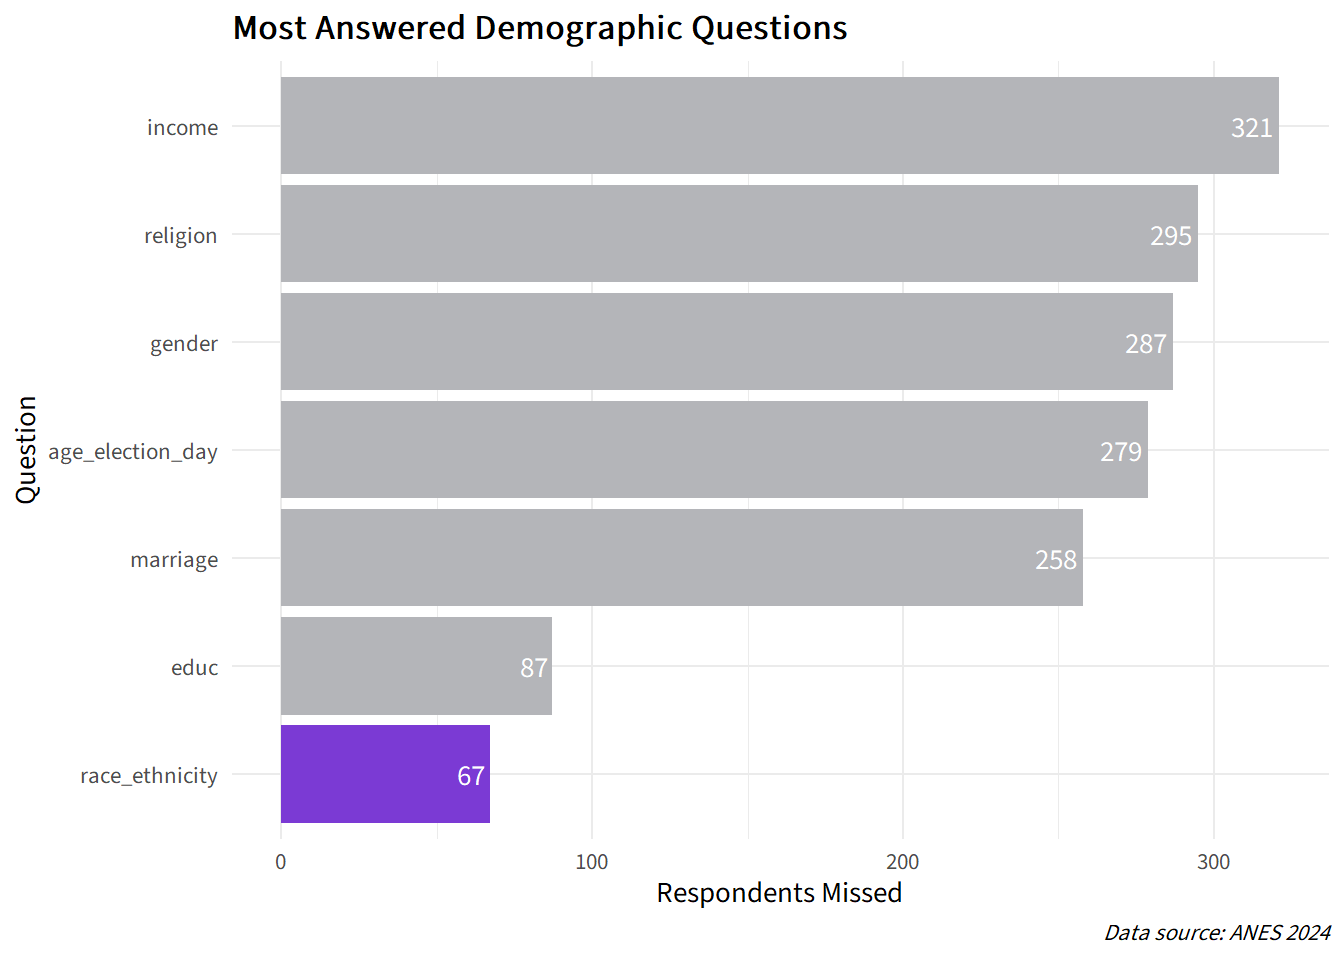 Most Answered Demographic Questions
income
321
religion
295
gender
287
age_election_day
279
marriage
258
educ
87
race_ethnicity
67
Question
0 100 200 300
Respondents Missed
Data source: ANES 2024